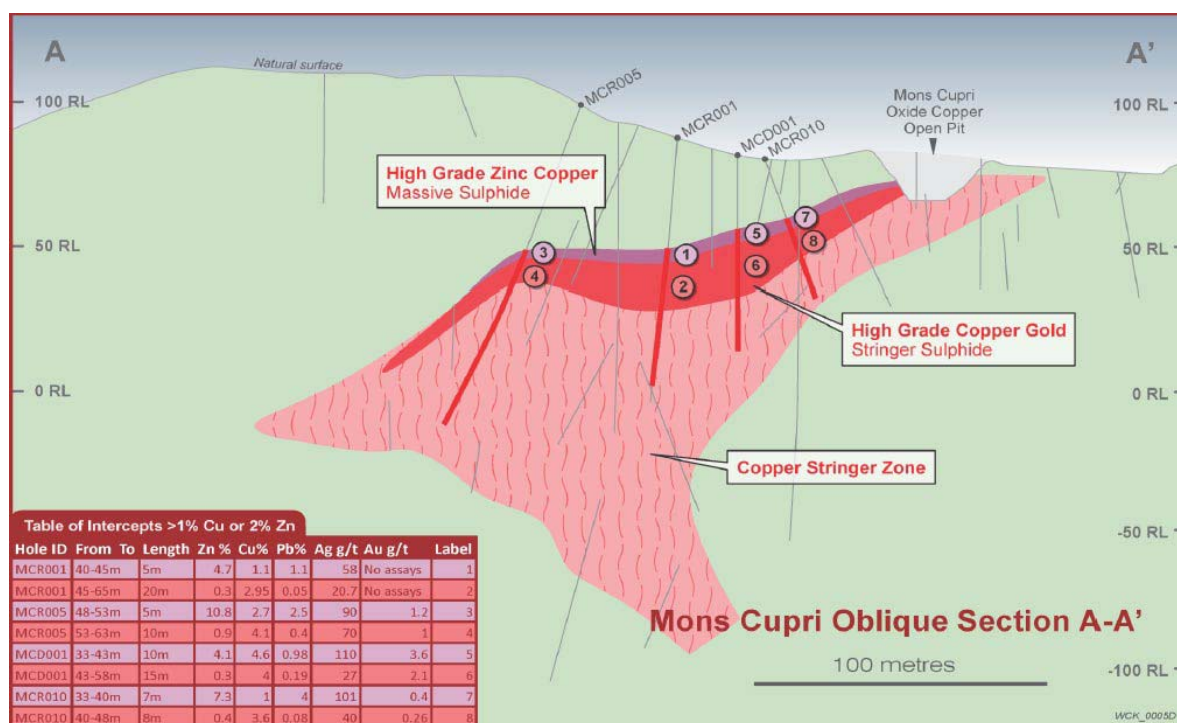 A
A'
Natural surface
MCR005
MCR001
MCD001
MCR010
Mons Cupri
Oxide Copper
Open Pit
100 RL
100 RL
High Grade Zinc Copper
Massive Sulphide
50 RL
50 RL
3
4
1
2
5
6
7
8
High Grade Copper Gold
Stringer Sulphide
0 RL
0 RL
Copper Stringer Zone
-50 RL
Table of Intercepts >1% Cu or 2% Zn
Hole ID From To Length Zn % Cu% Pb% Ag g/t Au g/t Label
MCR001 40-45m 5m 4.7 1.1 1.1 58 No assays 1
MCR001 45-65m 20m 0.3 2.95 0.05 20.7 No assays 2
MCR005 48-53m 5m 10.8 2.7 2.5 90 1.2 3
MCR005 53-63m 10m 0.9 4.1 0.4 70 1 4
MCD001 33-43m 10m 4.1 4.6 0.98 110 3.6 5
MCD001 43-58m 15m 0.3 4 0.19 27 2.1 6
MCR010 33-40m 7m 7.3 1 4 101 0.4 7
MCR010 40-48m 8m 0.4 3.6 0.08 40 0.26 8
Mons Cupri Oblique Section A-A'
100 metres
-100 RL
WCK_0005D